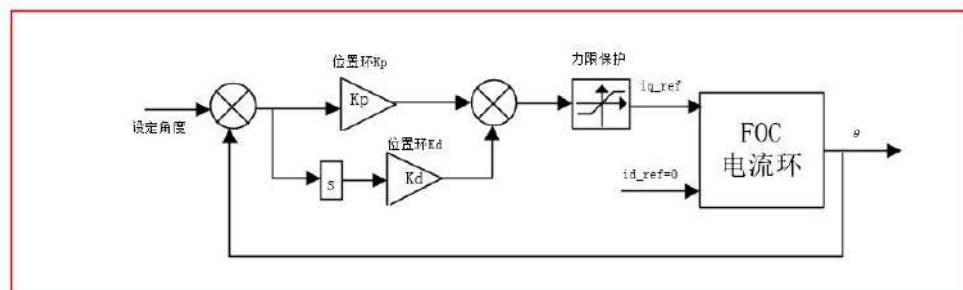 位置环Kp
力限保护
Kp
iq_ref
设定角度
FOC
电流环
θ
位置环Kd
S
Kd
id_ref=0